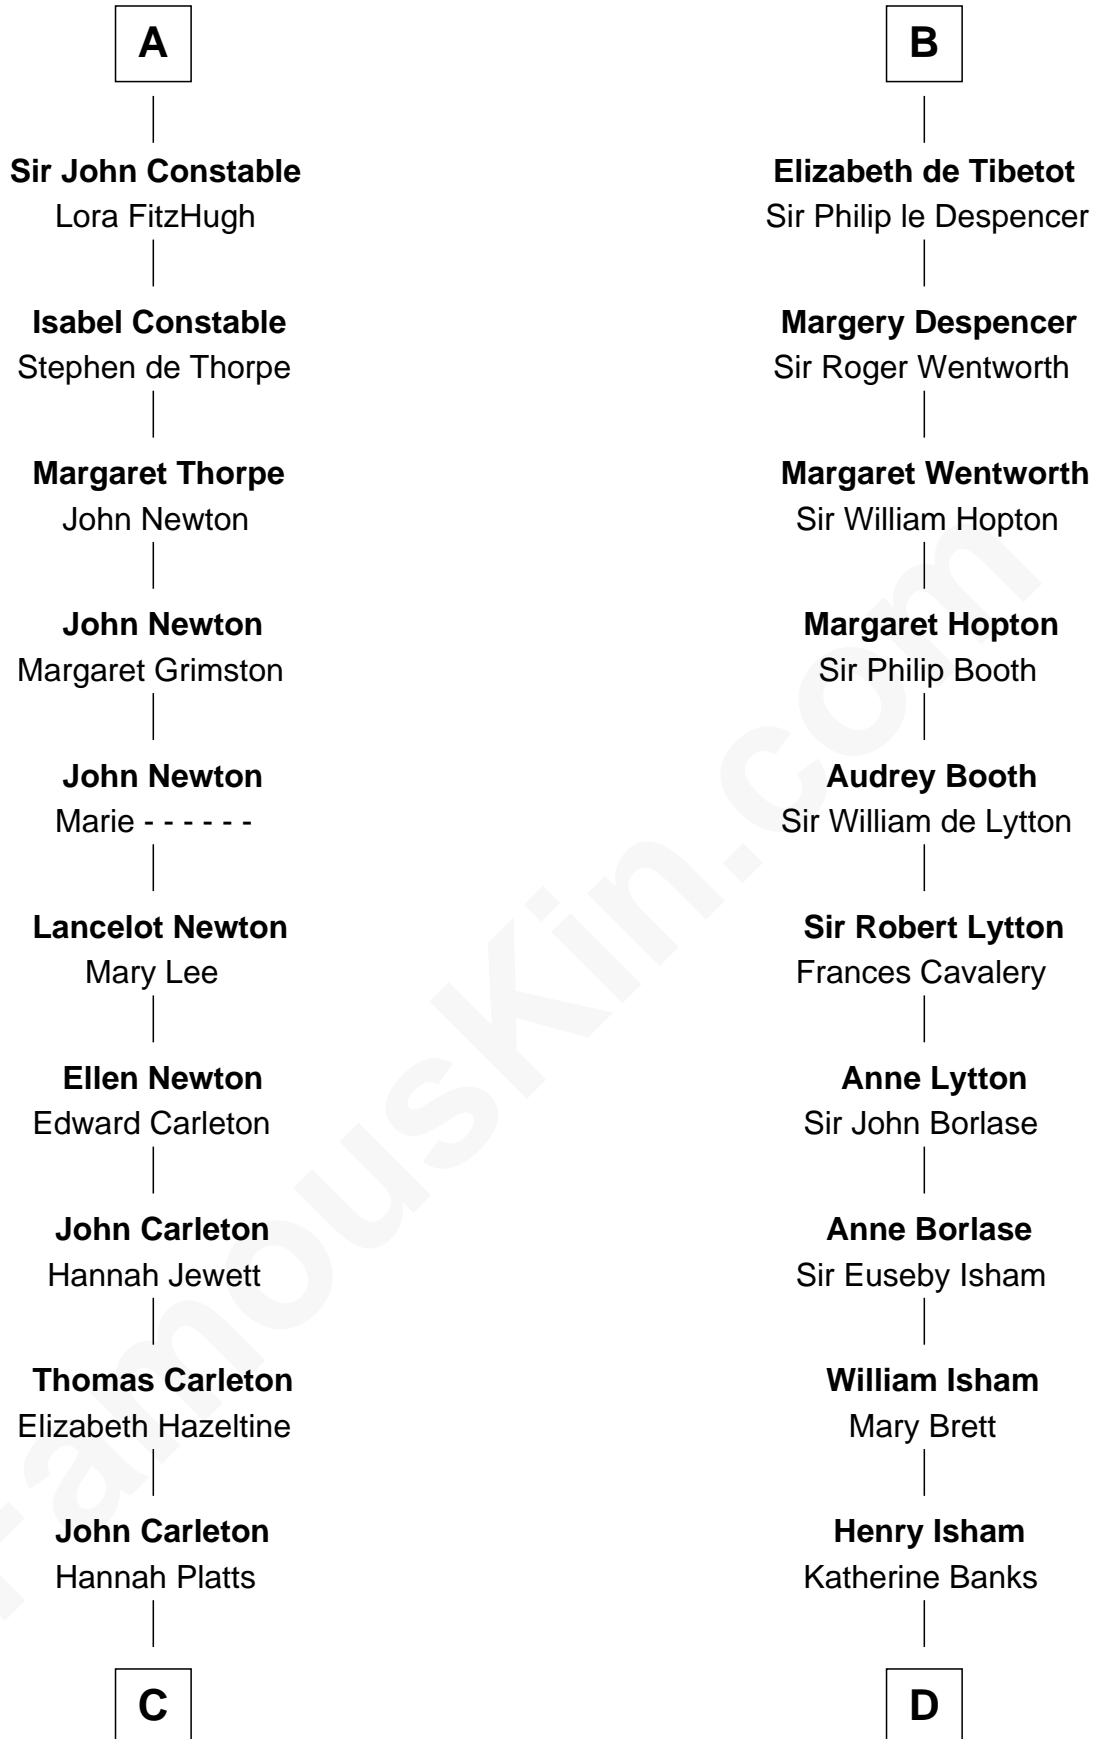 A
Sir John Constable
Lora FitzHugh
Isabel Constable
Stephen de Thorpe
Margaret Thorpe
John Newton
John Newton
Margaret Grimston
John Newton
Marie - - - - - -
Lancelot Newton
Mary Lee
Ellen Newton
Edward Carleton
John Carleton
Hannah Jewett
Thomas Carleton
Elizabeth Hazeltine
John Carleton
Hannah Platts
C
B
Elizabeth de Tibetot
Sir Philip le Despencer
Margery Despencer
Sir Roger Wentworth
Margaret Wentworth
Sir William Hopton
Margaret Hopton
Sir Philip Booth
Audrey Booth
Sir William de Lytton
Sir Robert Lytton
Frances Cavalery
Anne Lytton
Sir John Borlase
Anne Borlase
Sir Euseby Isham
William Isham
Mary Brett
Henry Isham
Katherine Banks
D
FamousKin.com